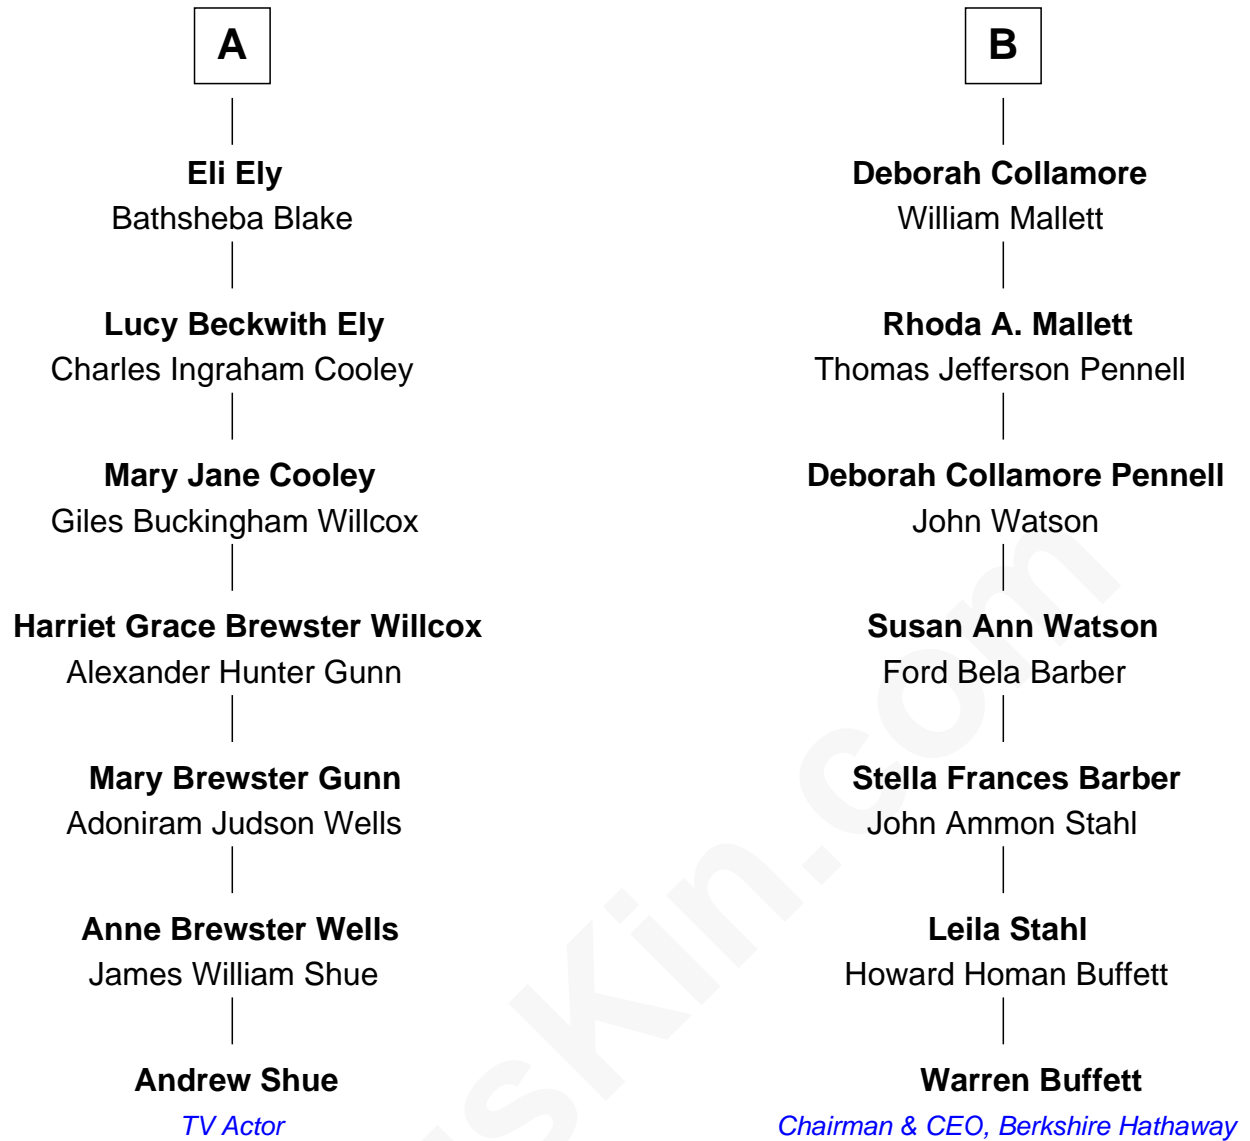 A
Eli Ely
Bathsheba Blake
Lucy Beckwith Ely
Charles Ingraham Cooley
Mary Jane Cooley
Giles Buckingham Willcox
Harriet Grace Brewster Willcox
Alexander Hunter Gunn
Mary Brewster Gunn
Adoniram Judson Wells
Anne Brewster Wells
James William Shue
Andrew Shue
TV Actor
B
Deborah Collamore
William Mallett
Rhoda A. Mallett
Thomas Jefferson Pennell
Deborah Collamore Pennell
John Watson
Susan Ann Watson
Ford Bela Barber
Stella Frances Barber
John Ammon Stahl
Leila Stahl
Howard Homan Buffett
Warren Buffett
Chairman & CEO, Berkshire Hathaway